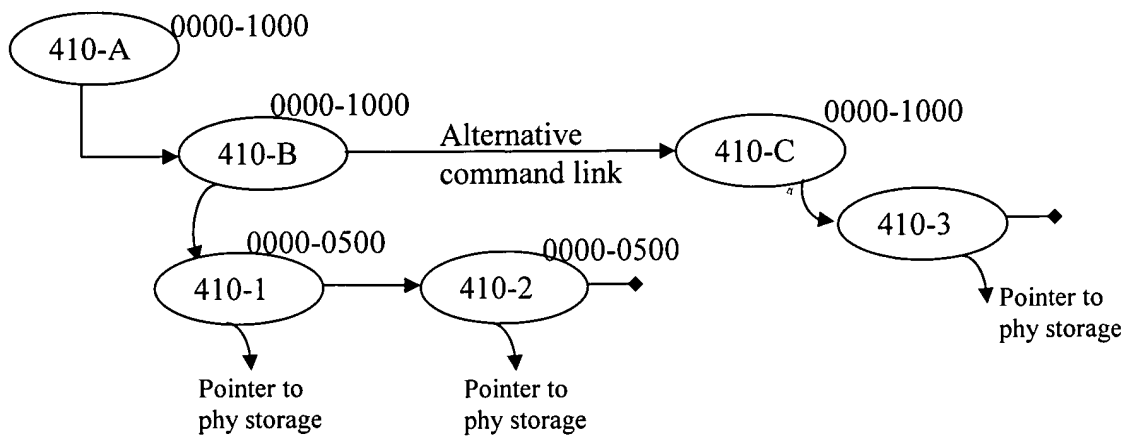 0000-1000
410-A
0000-1000
0000-1000
410-B
Alternative
command link
410-C
410-3
0000-0500
0000-0500
410-1
410-2
Pointer to
phy storage
Pointer to
phy storage
Pointer to
phy storage